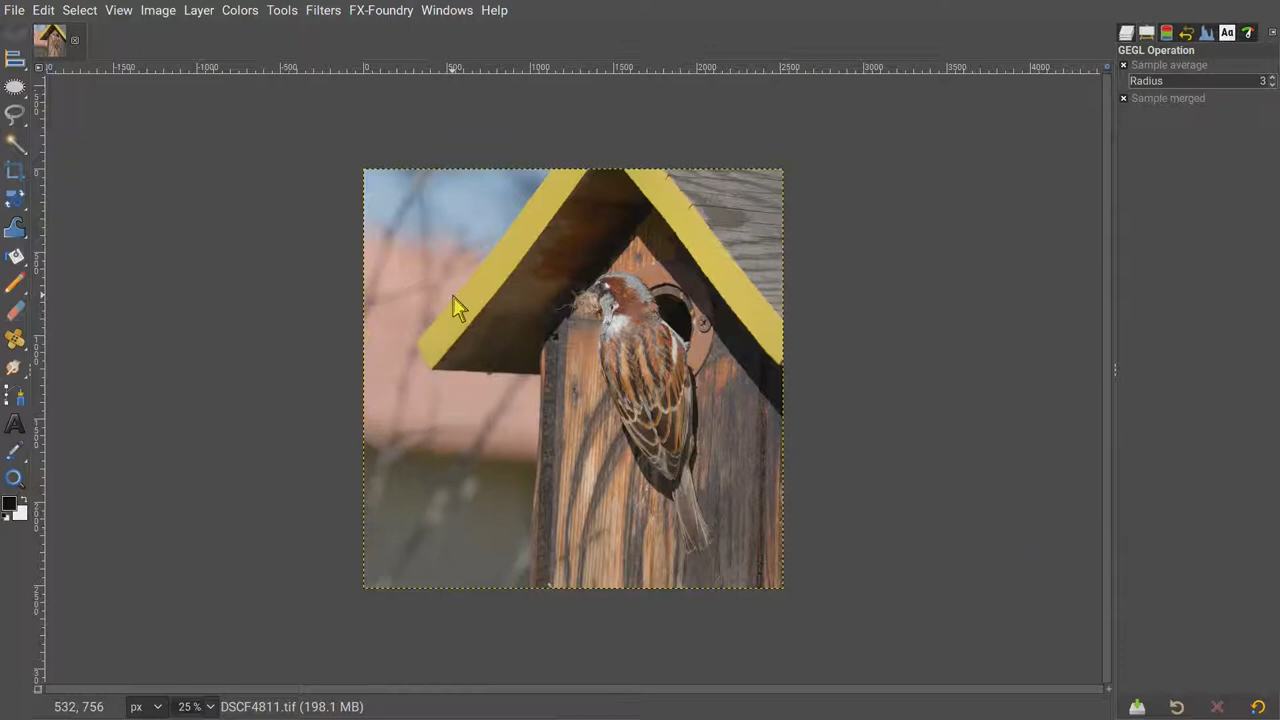 File Edit Select View Image Layer Colors Tools Filters FX-Foundry Windows Help
GEGL Operation
Sample average
Radius 3
Sample merged
0 1500 1000 500 0 500 1000 1500 2000 2500 3000 3500 4000
532, 756 px 25 % DSCF4811.tif (198.1 MB)